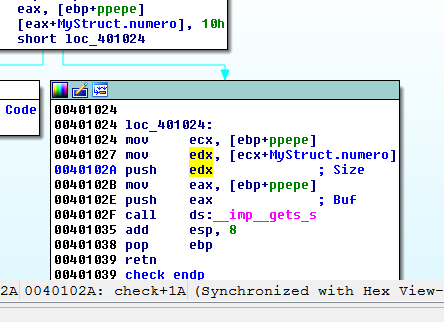 eax, [ebp+ppepe]
[eax+MyStruct.numero], 10h
short loc_401024
Code
00401024
00401024 loc_401024:
00401024 mov ecx, [ebp+ppepe]
00401027 mov edx, [ecx+MyStruct.numero]
0040102A push edx ; Size
0040102B mov eax, [ebp+ppepe]
0040102E push eax ; Buf
0040102F call ds:__imp__gets_s
00401035 add esp, 8
00401038 pop ebp
00401039 retn
00401039 check endp
2A 0040102A: check+1A (Synchronized with Hex View-